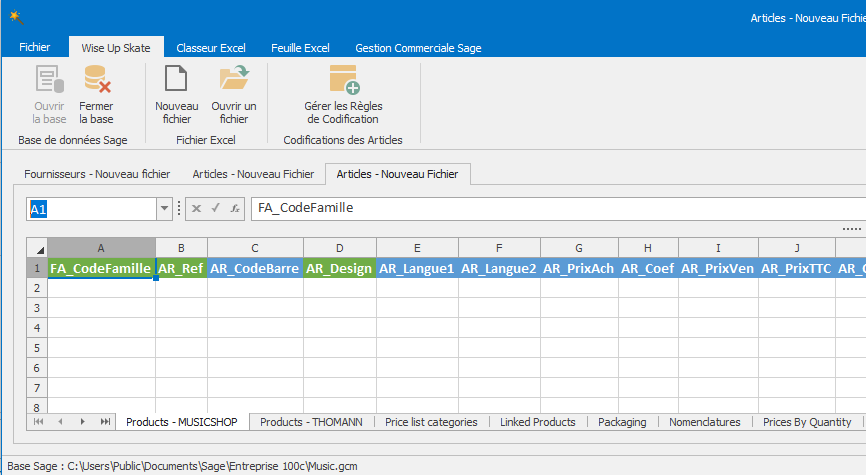 Articles - Nouveau Fichie
Fichier Wise Up Skate Classeur Excel Feuille Excel Gestion Commerciale Sage
Ouvrir la base
Fermer la base
Nouveau fichier
Ouvrir un fichier
Gérer les Règles de Codification
Base de données Sage Fichier Excel Codifications des Articles
Fournisseurs - Nouveau fichier Articles - Nouveau Fichier Articles - Nouveau Fichier
A1 fx FA_CodeFamille
A B C D E F G H I J
1 FA_CodeFamille AR_Ref AR_CodeBarre AR_Design AR_Langue1 AR_Langue2 AR_PrixAch AR_Coef AR_PrixVen AR_PrixTTC AR_
2
3
4
5
6
7
8
Products - MUSICSHOP Products - THOMANN Price list categories Linked Products Packaging Nomenclatures Prices By Quantity
Base Sage : C:\Users\Public\Documents\Sage\Entreprise 100c\Music.gcm